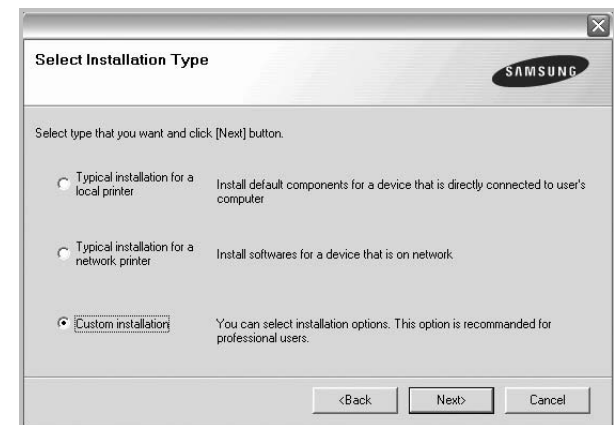 Select Installation Type
SAMSUNG
Select type that you want and click [Next] button.
Typical installation for a
local printer
Install default components for a device that is directly connected to user's
computer
Typical installation for a
network printer
Install softwares for a device that is on network
Custom installation
You can select installation options. This option is recommanded for
professional users.
<Back
Next>
Cancel